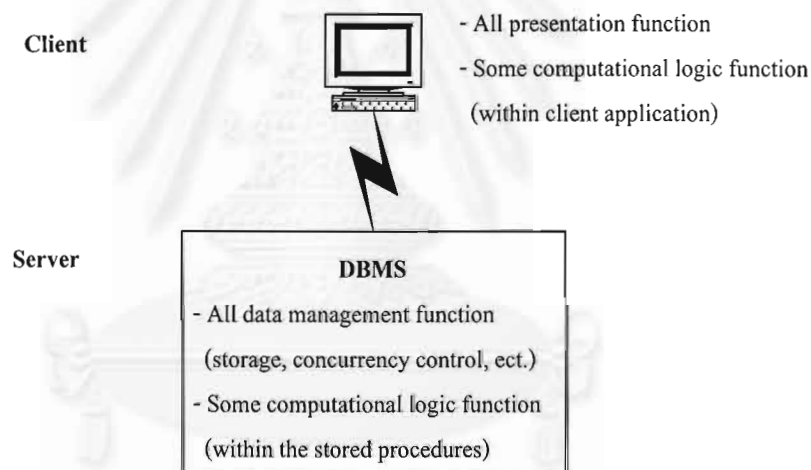 Client
- All presentation function
- Some computational logic function
(within client application)
Server
DBMS
- All data management function
(storage, concurrency control, ect.)
- Some computational logic function
(within the stored procedures)